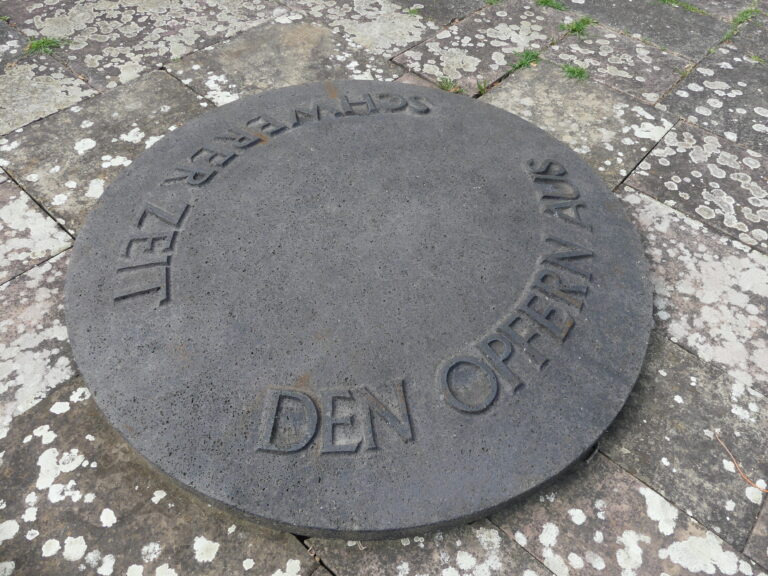 DEN OPFERN AUS SCHWERER ZEIT